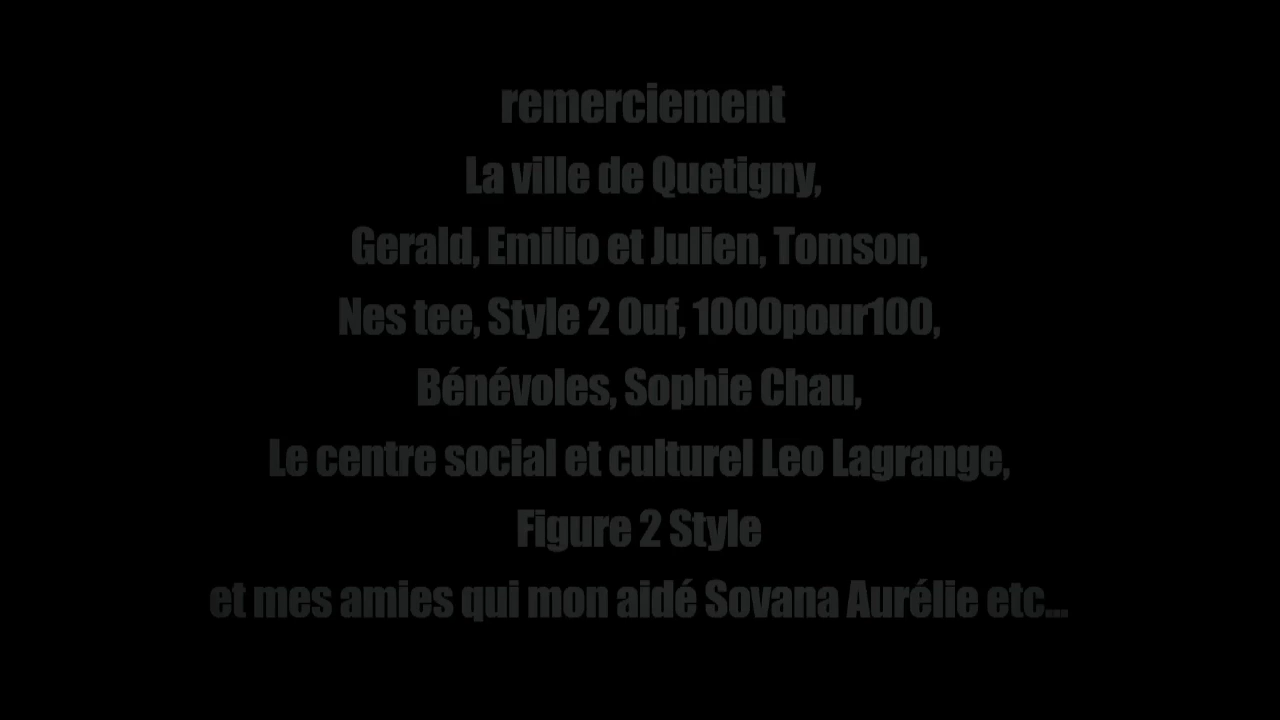 remerciement
La ville de Quetigny,
Gerald, Emilio et Julien, Tomson,
Nes tee, Style 2 Ouf, 1000pour100,
Bénévoles, Sophie Chau,
Le centre social et culturel Leo Lagrange,
Figure 2 Style
et mes amies qui mon aidé Sovana Aurélie etc...